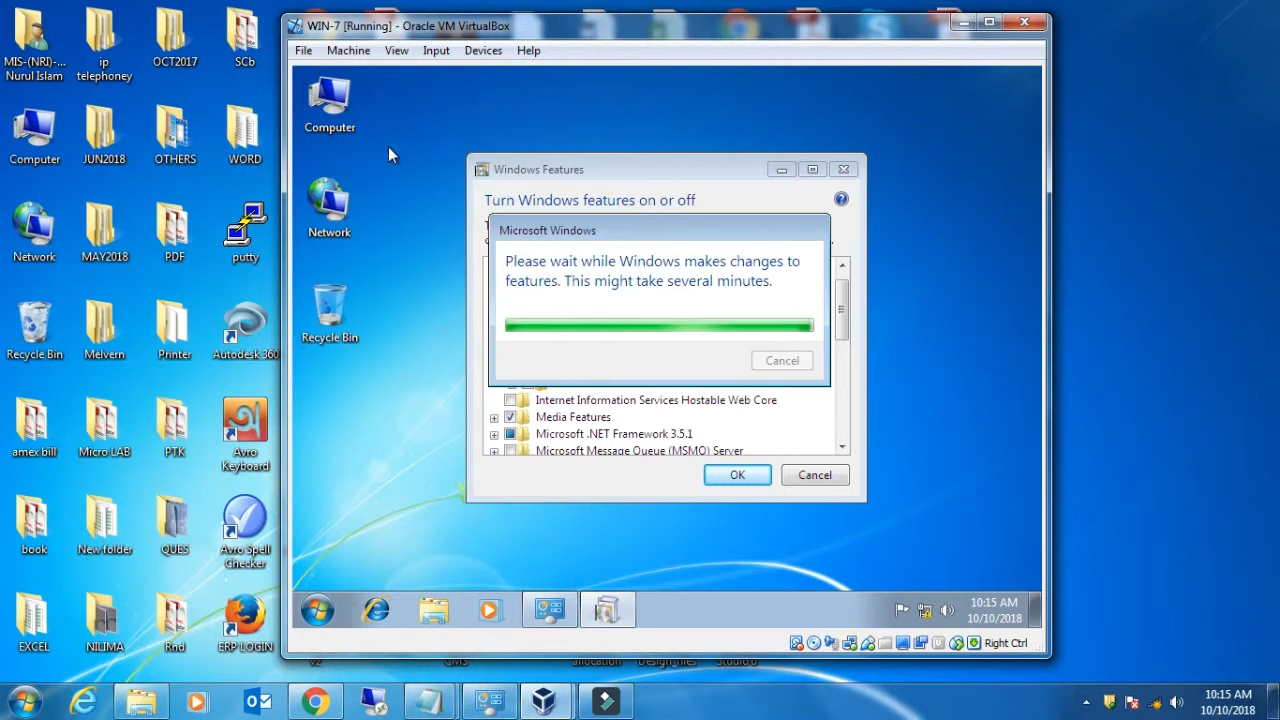 WIN-7 [Running] - Oracle VM VirtualBox
File Machine View Input Devices Help
MIS-(NRI)-...
Nurul Islam
ip
telephoney
OCT2017
SCb
Computer
JUN2018
OTHERS
WORD
Network
MAY2018
PDF
putty
Recycle Bin
Melvern
Printer
Autodesk 360
amex bill
Micro LAB
PTK
Avro
Keyboard
book
New folder
QUES
Avro Spell
Checker
EXCEL
NILIMA
Rnd
ERP LOGIN
Computer
Network
Recycle Bin
Windows Features
Turn Windows features on or off
Microsoft Windows
Please wait while Windows makes changes to
features. This might take several minutes.
Cancel
Internet Information Services Hostable Web Core
Media Features
Microsoft .NET Framework 3.5.1
Microsoft Message Queue (MSMQ) Server
OK
Cancel
10:15 AM
10/10/2018
Right Ctrl
allocation
10:15 AM
10/10/2018